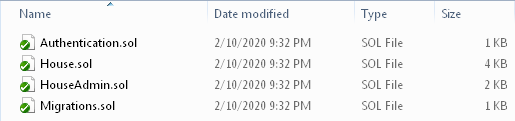 Name Date modified Type Size
Authentication.sol 2/10/2020 9:32 PM SOL File 1 KB
House.sol 2/10/2020 9:32 PM SOL File 4 KB
HouseAdmin.sol 2/10/2020 9:32 PM SOL File 2 KB
Migrations.sol 2/10/2020 9:32 PM SOL File 1 KB